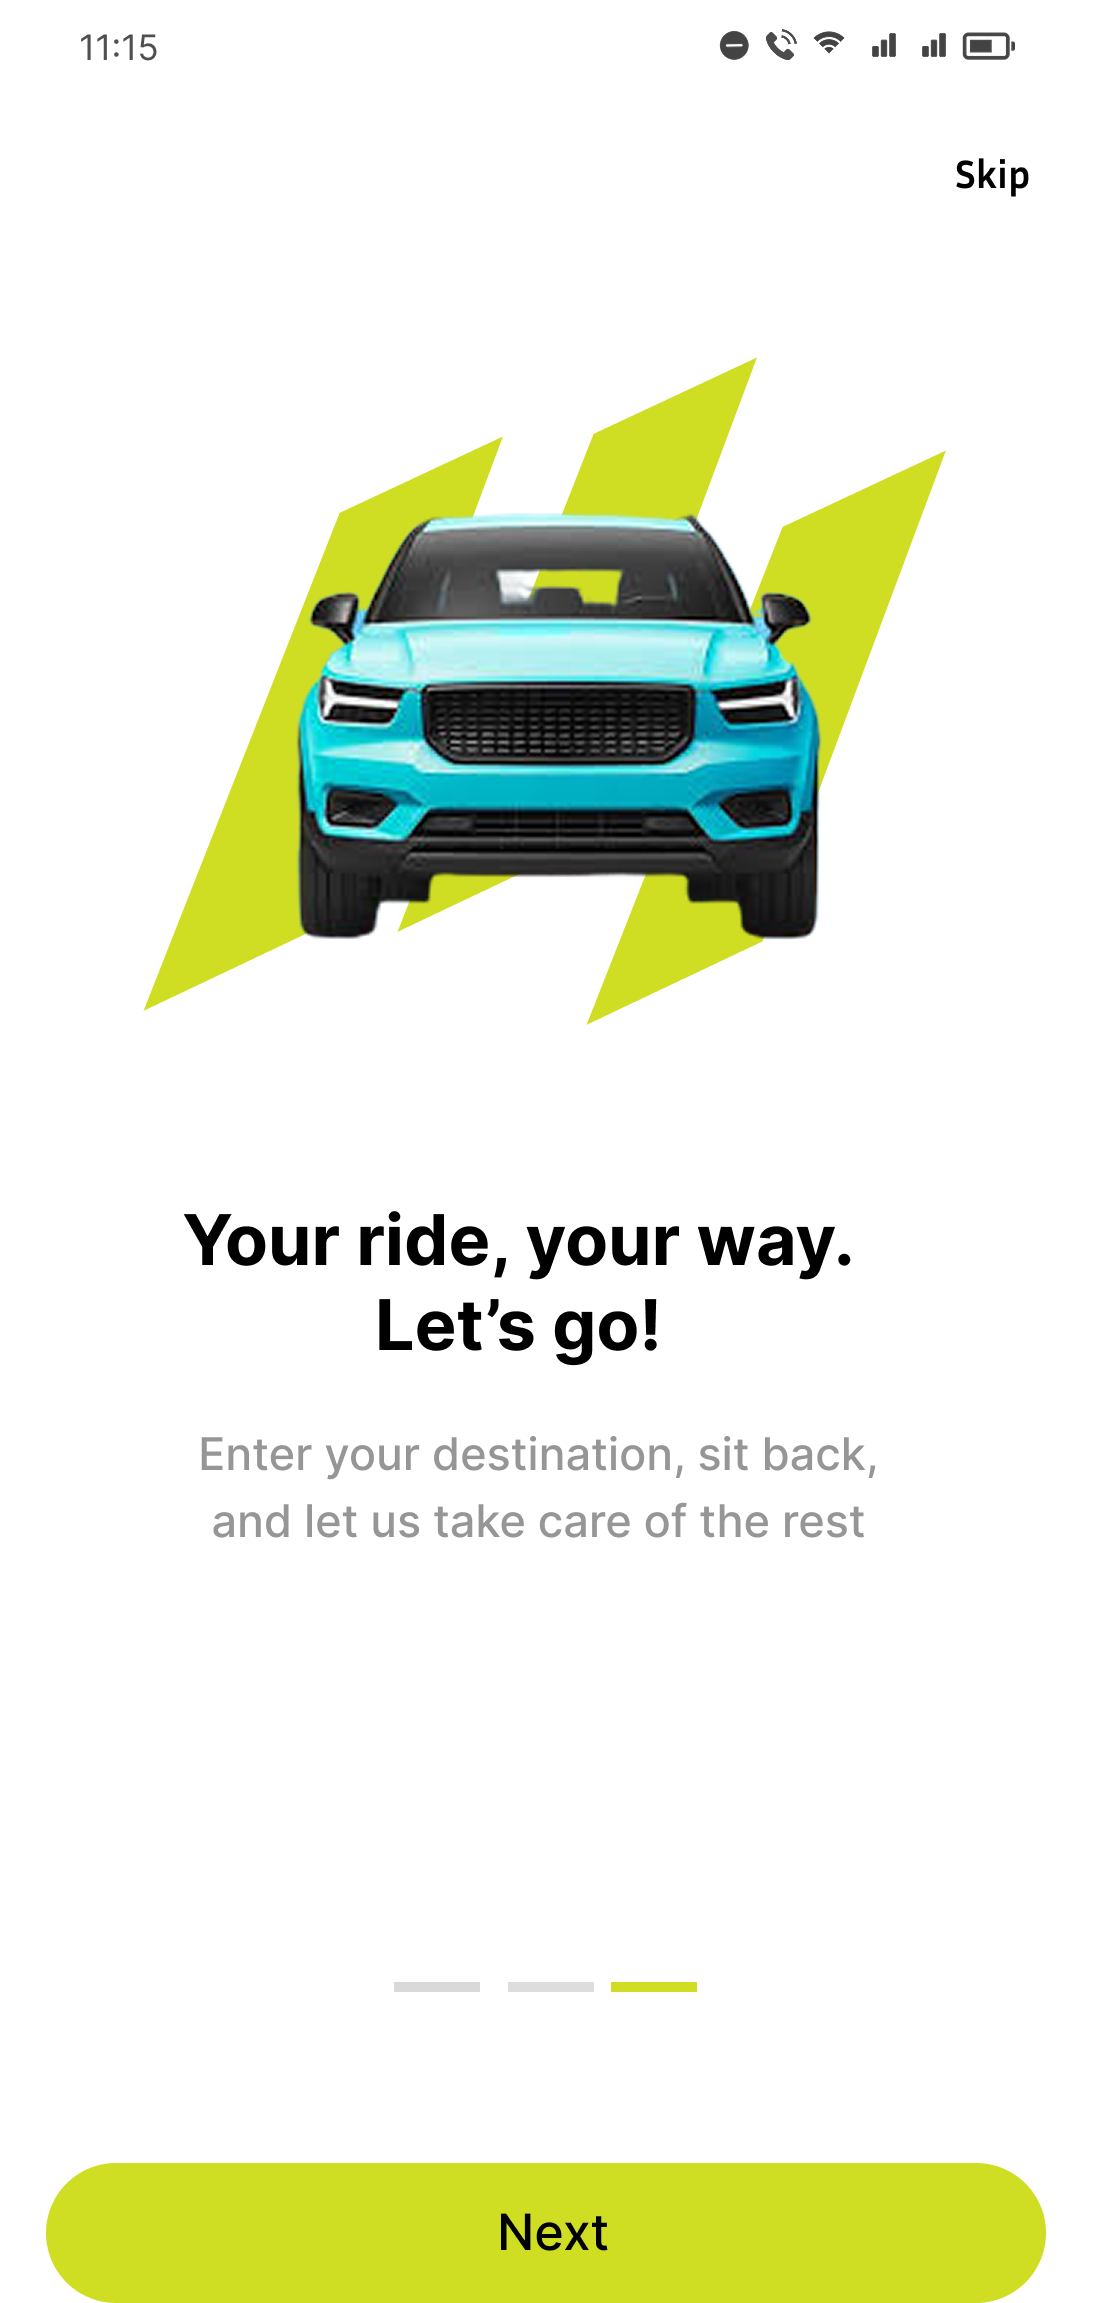 11:15
Skip
Your ride, your way.
Let’s go!
Enter your destination, sit back,
and let us take care of the rest
Next